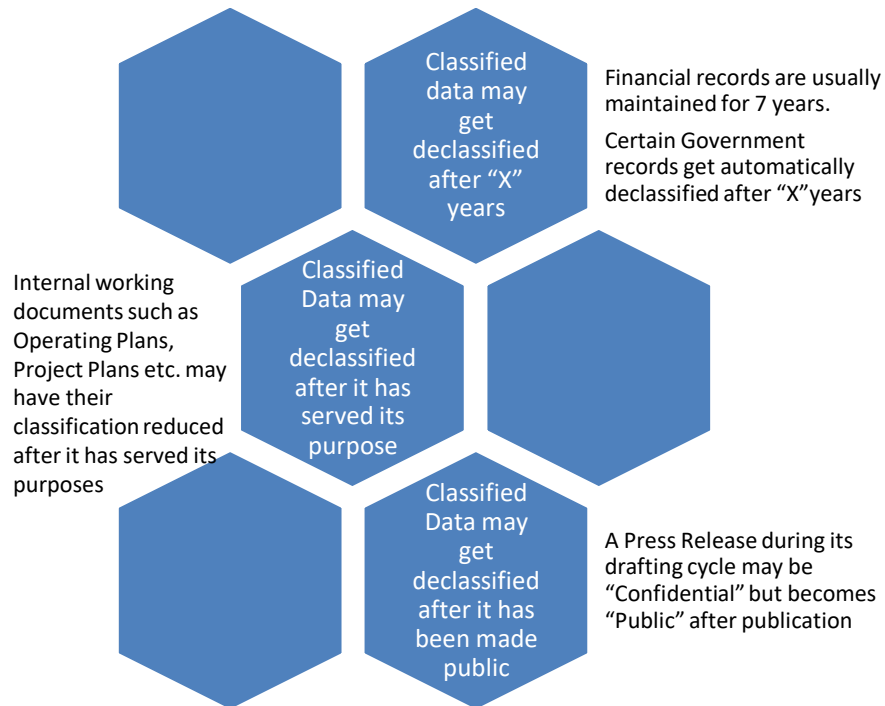 Classified
data may
get
declassified
after “X”
years
Financial records are usually
maintained for 7 years.
Certain Government
records get automatically
declassified after “X”years
Internal working
documents such as
Operating Plans,
Project Plans etc. may
have their
classification reduced
after it has served its
purposes
Classified
Data may
get
declassified
after it has
served its
purpose
Classified
Data may
get
declassified
after it has
been made
public
A Press Release during its
drafting cycle may be
“Confidential” but becomes
“Public” after publication